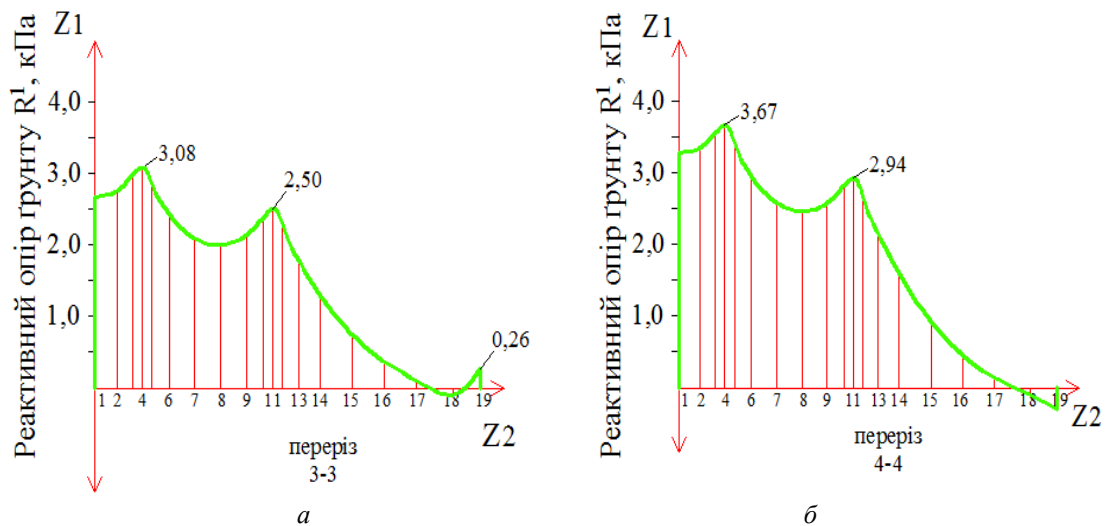 Реактивний опір ґрунту R¹, кПа
Z1
4,0
3,0
2,0
1,0
3,08
2,50
0,26
1 2 4 6 7 8 9 11 13 14 15 16 17 18 19
Z2
переріз
3-3
а
Реактивний опір ґрунту R¹, кПа
Z1
4,0
3,0
2,0
1,0
3,67
2,94
1 2 4 6 7 8 9 11 13 14 15 16 17 18 19
Z2
переріз
4-4
б